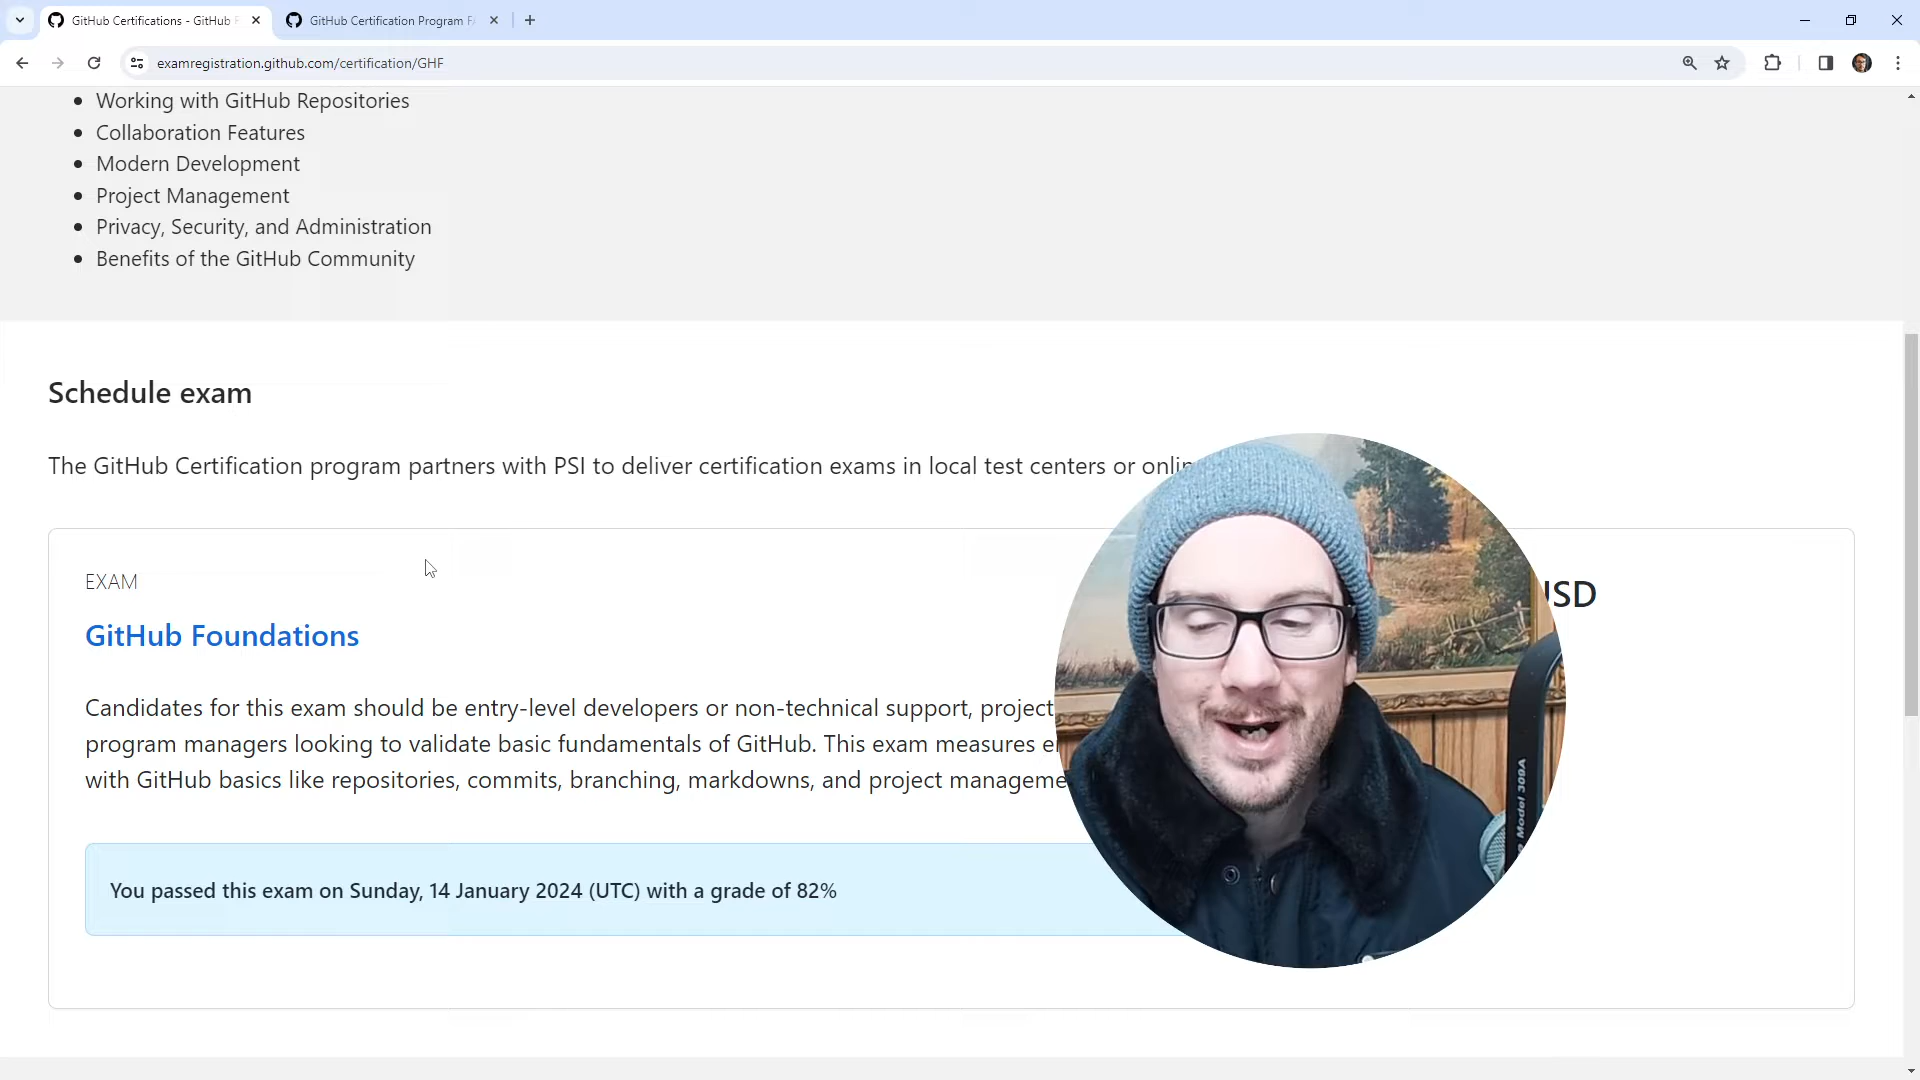 GitHub Certifications - GitHub
GitHub Certification Program
examregistration.github.com/certification/GHF
Working with GitHub Repositories
Collaboration Features
Modern Development
Project Management
Privacy, Security, and Administration
Benefits of the GitHub Community
Schedule exam
The GitHub Certification program partners with PSI to deliver certification exams in local test centers or
EXAM
GitHub Foundations
Candidates for this exam should be entry-level developers or non-technical support, project
program managers looking to validate basic fundamentals of GitHub. This exam measures
with GitHub basics like repositories, commits, branching, markdowns, and project
You passed this exam on Sunday, 14 January 2024 (UTC) with a grade of 82%
Model 309A